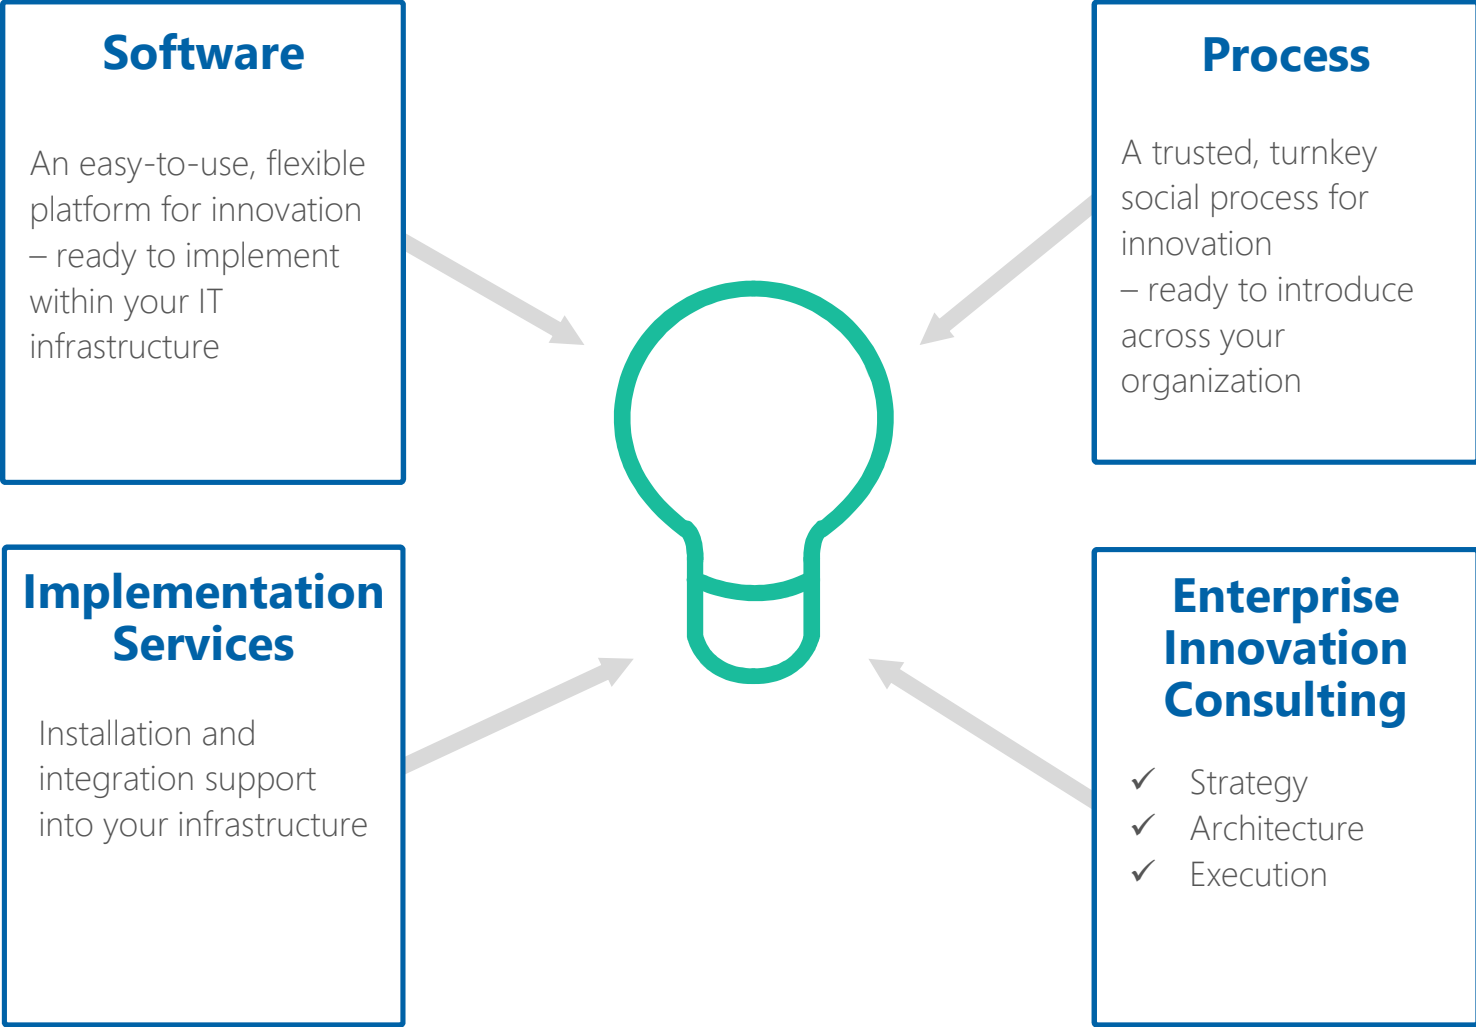 Software
An easy-to-use, flexible
platform for innovation
– ready to implement
within your IT
infrastructure
Process
A trusted, turnkey
social process for
innovation
– ready to introduce
across your
organization
Implementation
Services
Installation and
integration support
into your infrastructure
Enterprise
Innovation
Consulting
✓ Strategy
✓ Architecture
✓ Execution